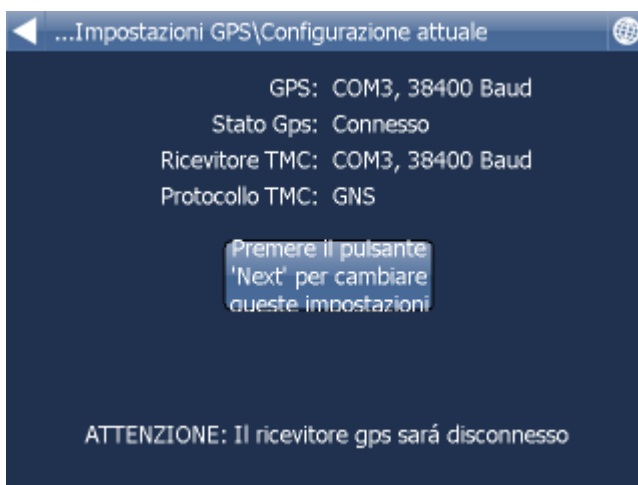 ...Impostazioni GPS\Configurazione attuale
GPS: COM3, 38400 Baud
Stato Gps: Connesso
Ricevitore TMC: COM3, 38400 Baud
Protocollo TMC: GNS
Premere il pulsante
'Next' per cambiare
queste impostazioni
ATTENZIONE: Il ricevitore gps sará disconnesso